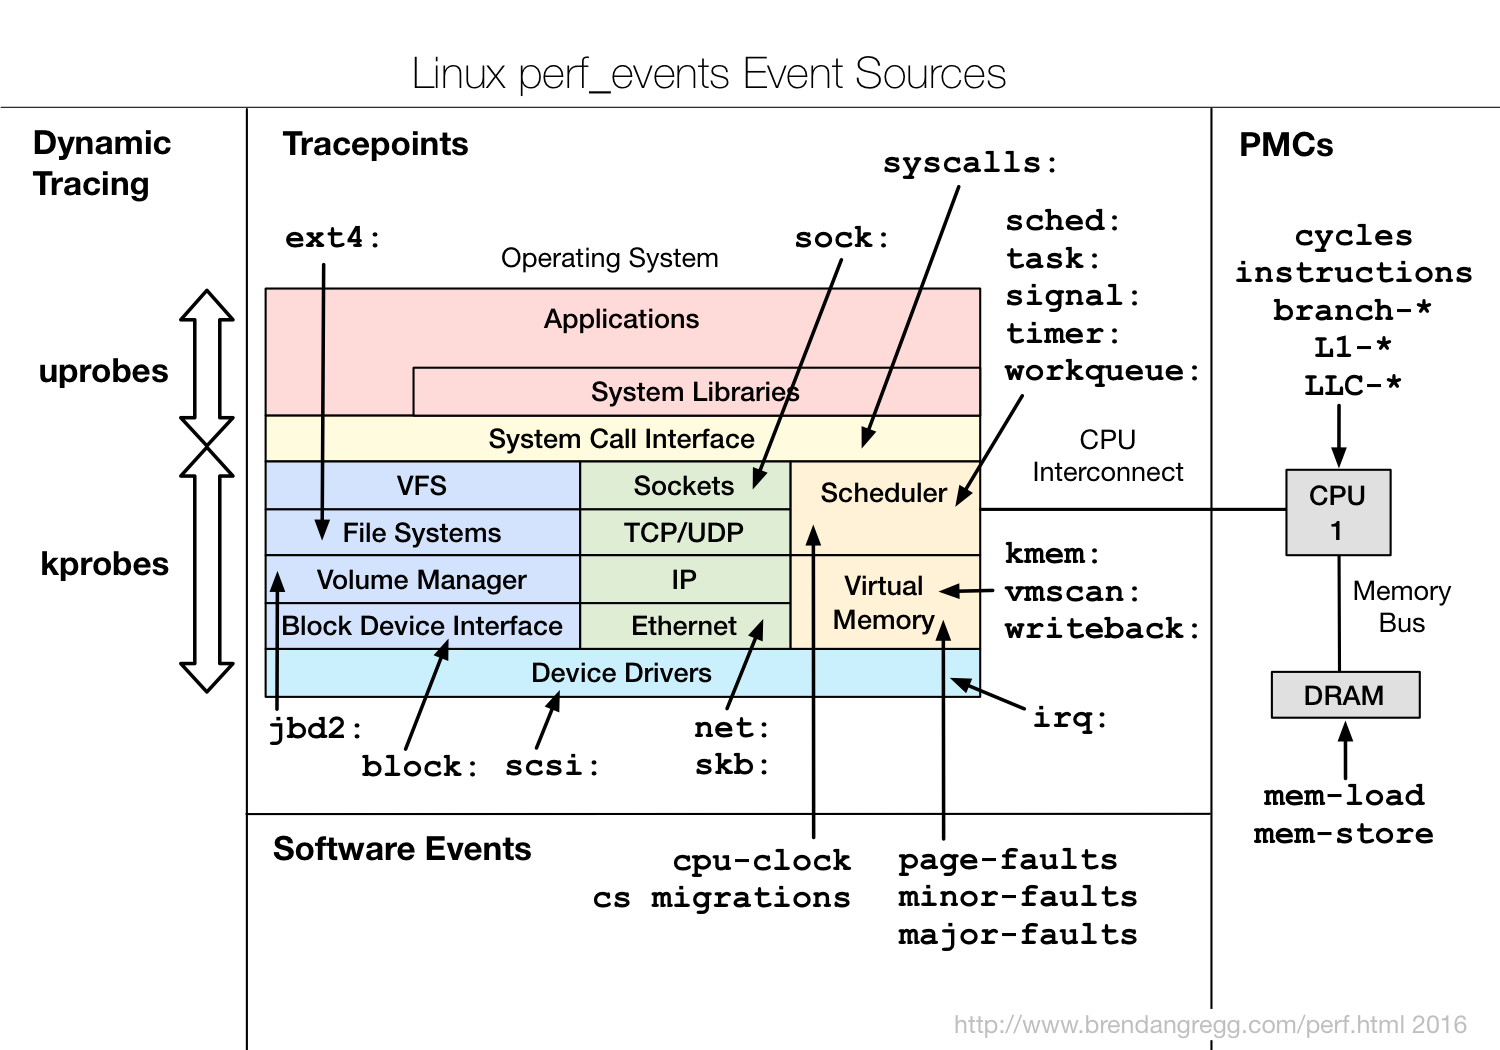 Linux perf_events Event Sources
Dynamic
Tracing
uprobes
kprobes
Tracepoints
syscalls:
ext4:
sock:
Operating System
sched:
task:
signal:
timer:
workqueue:
Applications
System Libraries
System Call Interface
VFS
Sockets
Scheduler
File Systems
TCP/UDP
Volume Manager
IP
Virtual
Memory
Block Device Interface
Ethernet
Device Drivers
CPU
Interconnect
kmem:
vmscan:
writeback:
jbd2:
block:
scsi:
net:
skb:
irq:
Software Events
cpu-clock
cs migrations
page-faults
minor-faults
major-faults
PMCs
cycles
instructions
branch-*
L1-*
LLC-*
CPU
1
Memory
Bus
DRAM
mem-load
mem-store
http://www.brendangregg.com/perf.html 2016